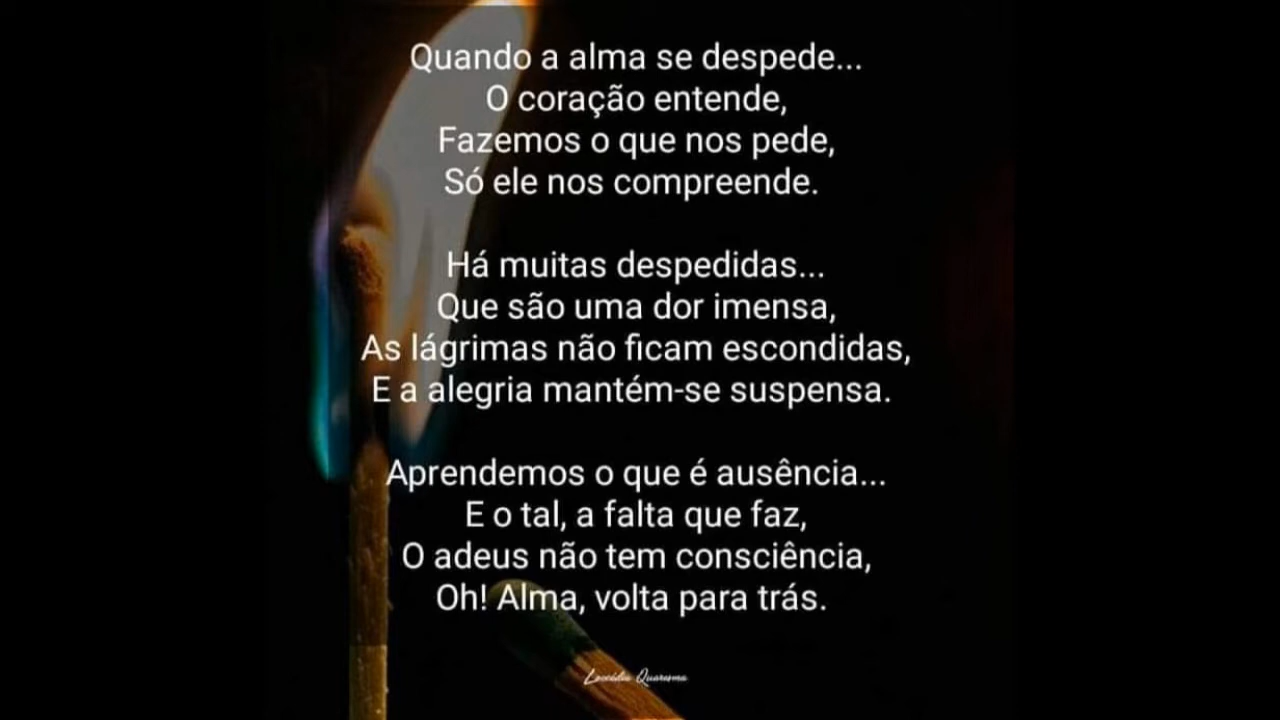 Quando a alma se despede...
O coração entende,
Fazemos o que nos pede,
Só ele nos compreende.
Há muitas despedidas...
Que são uma dor imensa,
As lágrimas não ficam escondidas,
E a alegria mantém-se suspensa.
Aprendemos o que é ausência...
E o tal, a falta que faz,
O adeus não tem consciência,
Oh! Alma, volta para trás.
Quaresma